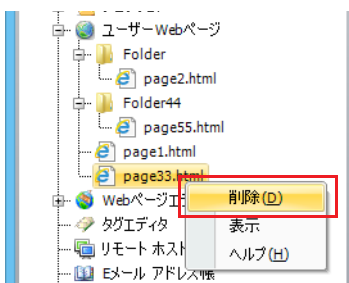 ユーザーWebページ
Folder
page2.html
Folder44
page55.html
page1.html
page33.html
削除(D)
Webページエ
タグエディタ
表示
リモート ホスト
ヘルプ(H)
Eメール アドレス帳